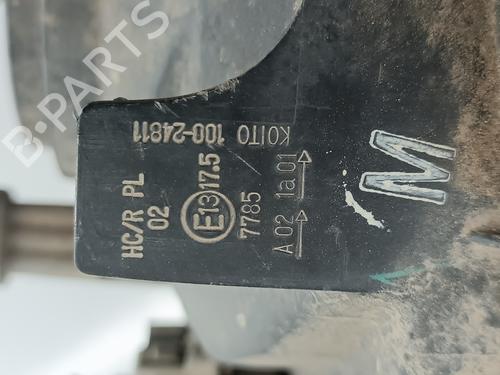 KOITO 100-24811
HC/R PL
02
E13 17.5
7785
A 02 1a 01
M
B-PARTS